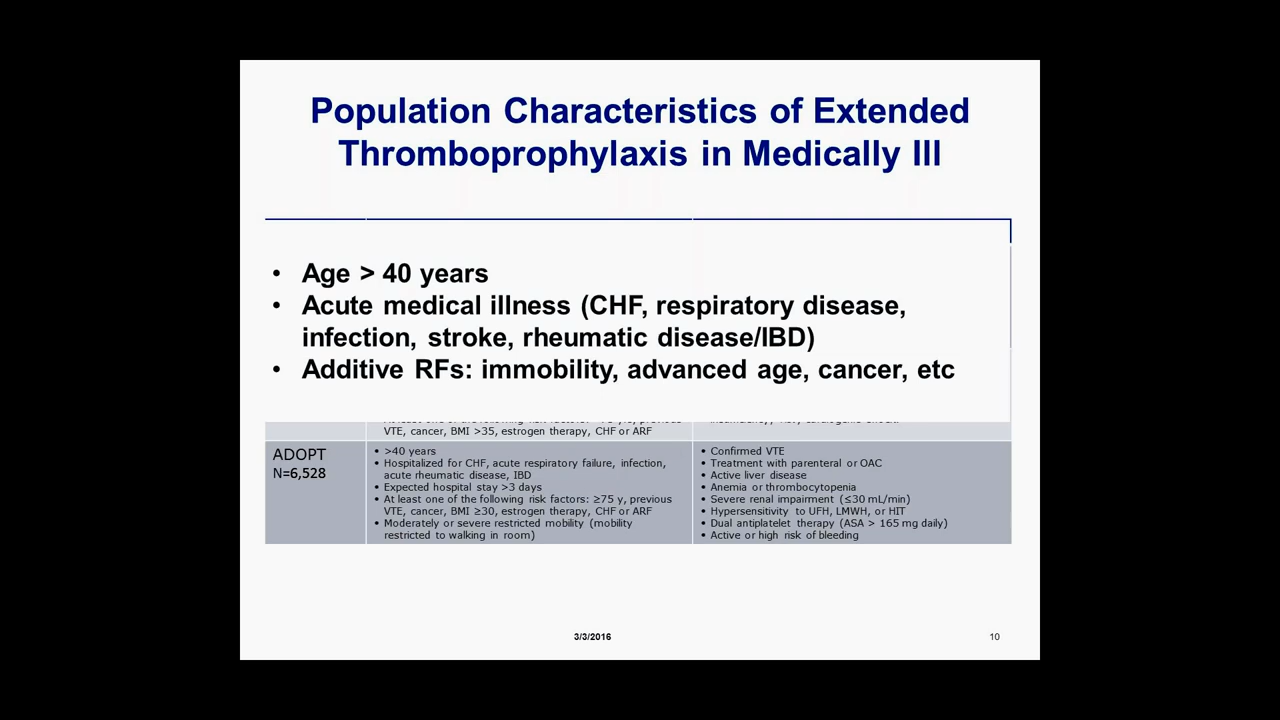 Population Characteristics of Extended
Thromboprophylaxis in Medically Ill
• Age > 40 years
• Acute medical illness (CHF, respiratory disease,
infection, stroke, rheumatic disease/IBD)
• Additive RFs: immobility, advanced age, cancer, etc
VTE, cancer, BMI >35, estrogen therapy, CHF or ARF
ADOPT
N=6,528
• >40 years
• Hospitalized for CHF, acute respiratory failure, infection,
acute rheumatic disease, IBD
• Expected hospital stay >3 days
• At least one of the following risk factors: ≥75 y, previous
VTE, cancer, BMI ≥30, estrogen therapy, CHF or ARF
• Moderately or severe restricted mobility (mobility
restricted to walking in room)
• Confirmed VTE
• Treatment with parenteral or OAC
• Active liver disease
• Anemia or thrombocytopenia
• Severe renal impairment (≤30 mL/min)
• Hypersensitivity to UFH, LMWH, or HIT
• Dual antiplatelet therapy (ASA > 165 mg daily)
• Active or high risk of bleeding
3/3/2016
10